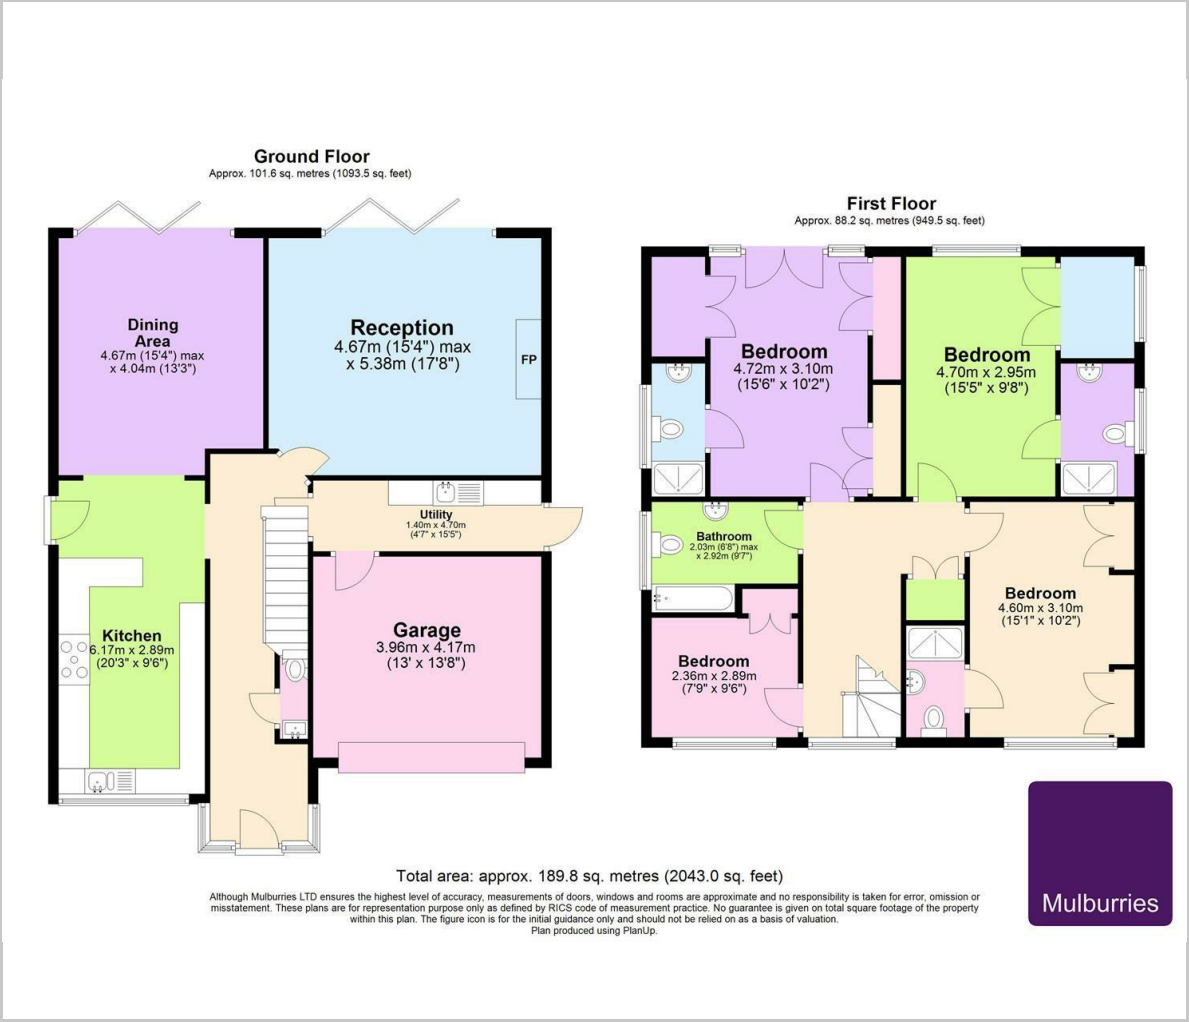 Ground Floor
Approx. 101.6 sq. metres (1093.5 sq. feet)
Dining
Area
4.67m (15'4") max
x 4.04m (13'3")
Reception
4.67m (15'4") max
x 5.38m (17'8")
FP
Utility
1.40m x 4.70m
(4'7" x 15'5")
Kitchen
6.17m x 2.89m
(20'3" x 9'6")
Garage
3.96m x 4.17m
(13' x 13'8")
First Floor
Approx. 88.2 sq. metres (949.5 sq. feet)
Bedroom
4.72m x 3.10m
(15'6" x 10'2")
Bedroom
4.70m x 2.95m
(15'5" x 9'8")
Bathroom
2.03m (6'8") max
x 2.92m (9'7")
Bedroom
4.60m x 3.10m
(15'1" x 10'2")
Bedroom
2.36m x 2.89m
(7'9" x 9'6")
Total area: approx. 189.8 sq. metres (2043.0 sq. feet)
Although Mulburries LTD ensures the highest level of accuracy, measurements of doors, windows and rooms are approximate and no responsibility is taken for error, omission or
misstatement. These plans are for representation purpose only as defined by RICS code of measurement practice. No guarantee is given on total square footage of the property
within this plan. The figure icon is for the initial guidance only and should not be relied on as a basis of valuation.
Plan produced using PlanUp.
Mulburries